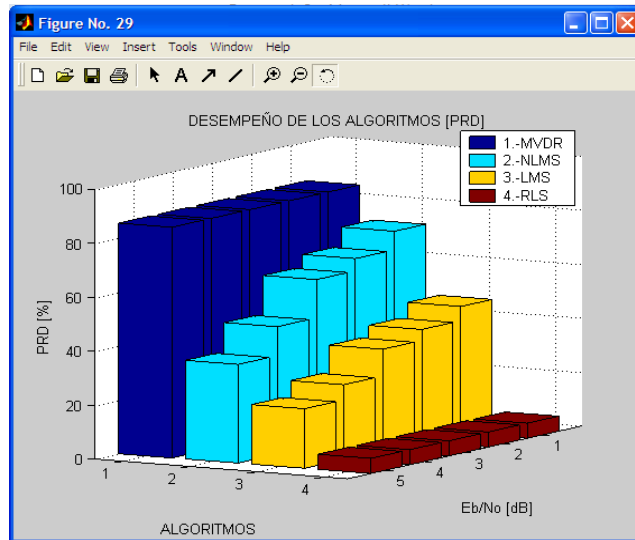 Figure No. 29
File Edit View Insert Tools Window Help
A
DESEMPEÑO DE LOS ALGORITMOS [PRD]
1.-MVDR
2.-NLMS
3.-LMS
4.-RLS
100
80
60
40
20
0
PRD [%]
1
2
3
4
5
4
3
2
1
Eb/No [dB]
ALGORITMOS